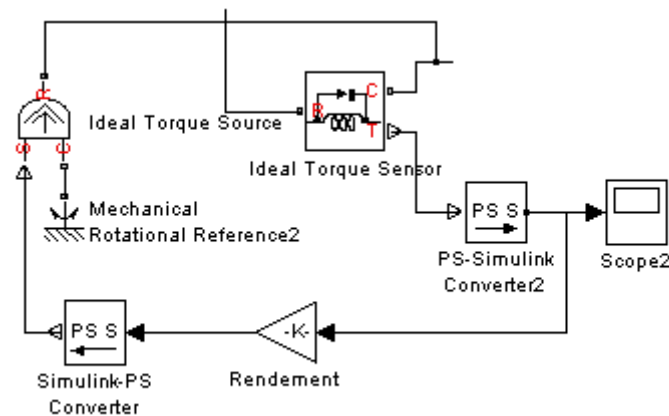 R
Ideal Torque Source
S
C
R
C
T
Ideal Torque Sensor
Mechanical
Rotational Reference2
PS S
PS-Simulink
Converter2
Scope2
PS S
Simulink-PS
Converter
-K-
Rendement